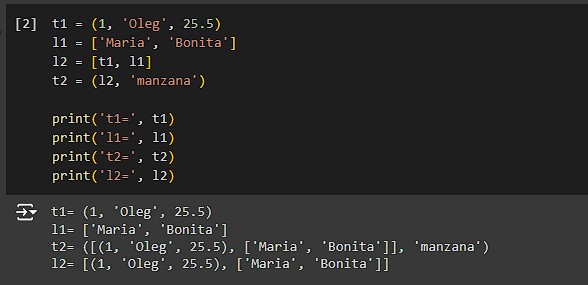 [2] t1 = (1, 'Oleg', 25.5)
l1 = ['Maria', 'Bonita']
l2 = [t1, l1]
t2 = (l2, 'manzana')
print('t1=', t1)
print('l1=', l1)
print('t2=', t2)
print('l2=', l2)
t1= (1, 'Oleg', 25.5)
l1= ['Maria', 'Bonita']
t2= ([(1, 'Oleg', 25.5), ['Maria', 'Bonita']], 'manzana')
l2= [(1, 'Oleg', 25.5), ['Maria', 'Bonita']]